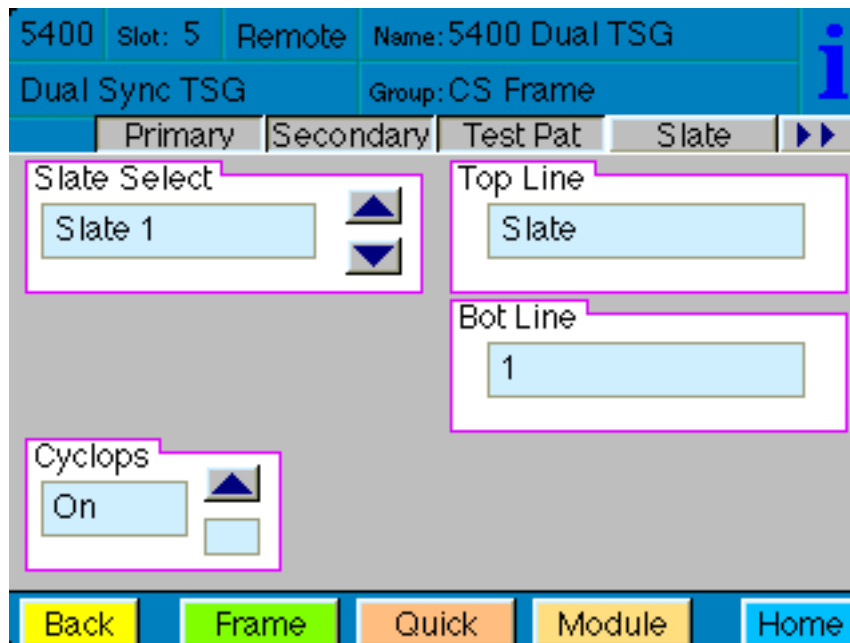 5400 Slot: 5 Remote Name: 5400 Dual TSG
Dual Sync TSG Group: CS Frame
Primary Secondary Test Pat Slate
Slate Select
Slate 1
Top Line
Slate
Bot Line
1
Cyclops
On
Back Frame Quick Module Home